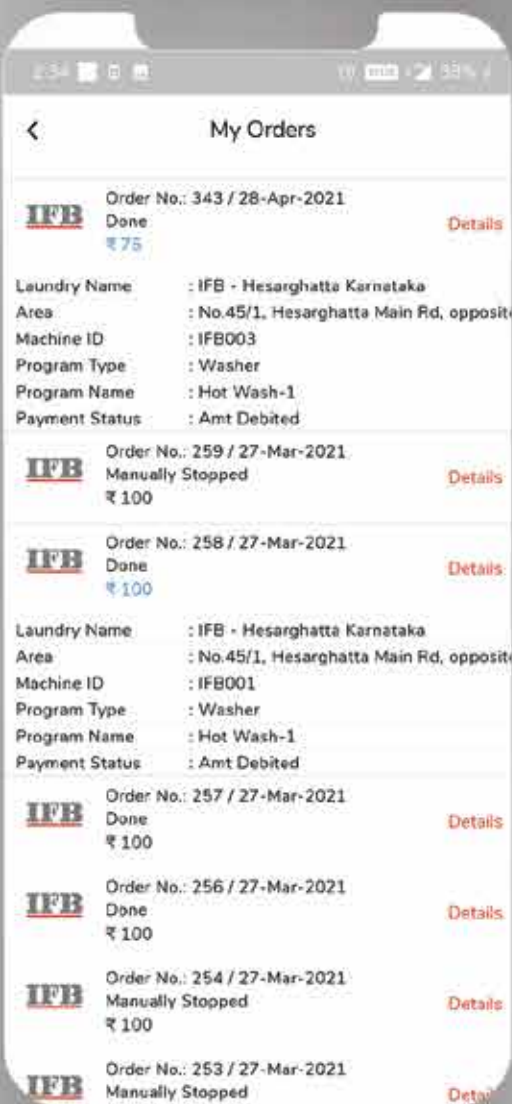 2:34 33%
My Orders
IFB Order No.: 343 / 28-Apr-2021
Done Details
₹ 75
Laundry Name : IFB - Hesarghatta Karnataka
Area : No.45/1, Hesarghatta Main Rd, opposite
Machine ID : IFB003
Program Type : Washer
Program Name : Hot Wash-1
Payment Status : Amt Debited
IFB Order No.: 259 / 27-Mar-2021
Manually Stopped Details
₹ 100
IFB Order No.: 258 / 27-Mar-2021
Done Details
₹ 100
Laundry Name : IFB - Hesarghatta Karnataka
Area : No.45/1, Hesarghatta Main Rd, opposite
Machine ID : IFB001
Program Type : Washer
Program Name : Hot Wash-1
Payment Status : Amt Debited
IFB Order No.: 257 / 27-Mar-2021
Done Details
₹ 100
IFB Order No.: 256 / 27-Mar-2021
Done Details
₹ 100
IFB Order No.: 254 / 27-Mar-2021
Manually Stopped Details
₹ 100
IFB Order No.: 253 / 27-Mar-2021
Manually Stopped Detai